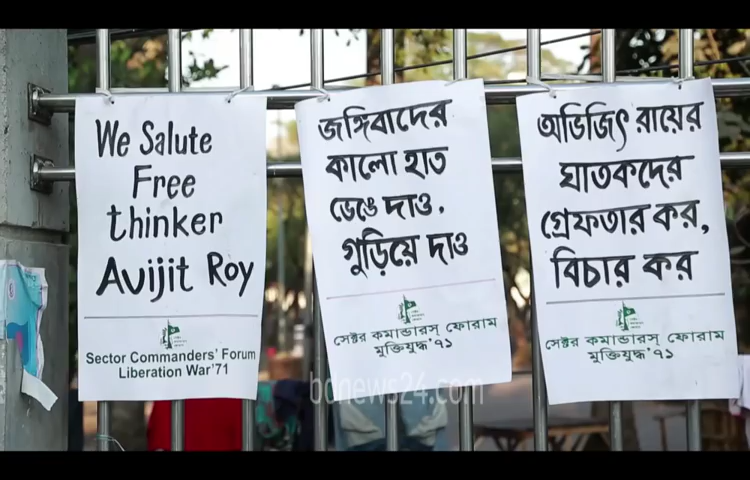 We Salute
Free
thinker
Avijit Roy
Sector Commanders' Forum
Liberation War'71
জঙ্গিবাদের
কালো হাত
ভেঙে দাও,
গুড়িয়ে দাও
সেক্টর কমান্ডারস্ ফোরাম
মুক্তিযুদ্ধ'৭১
অভিজিৎ রায়ের
ঘাতকদের
গ্রেফতার কর,
বিচার কর
সেক্টর কমান্ডারস্ ফোরাম
মুক্তিযুদ্ধ'৭১
bdnews24.com